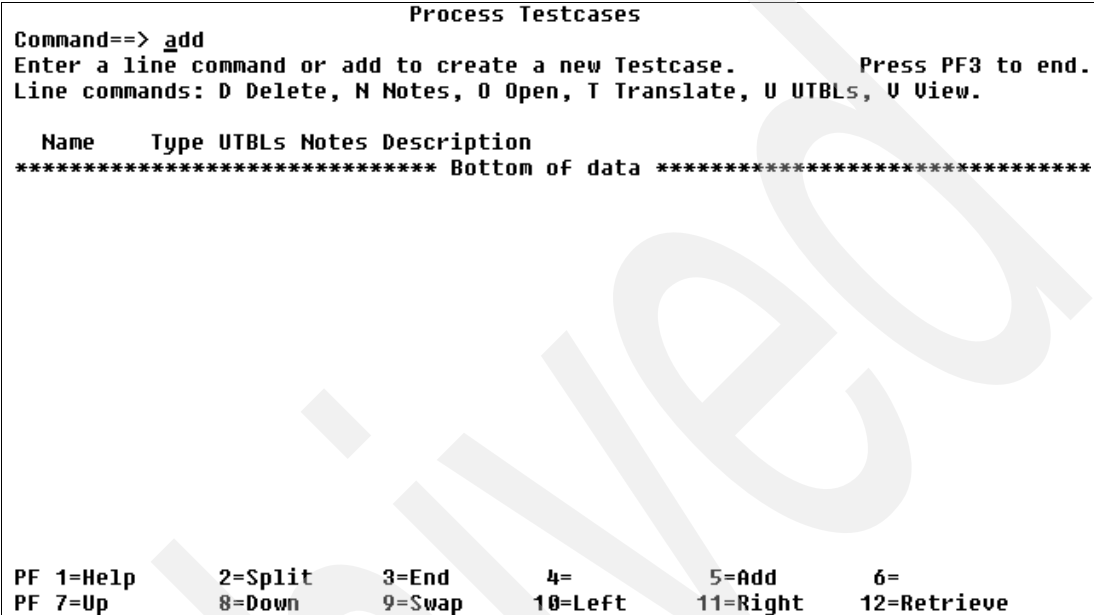 Process Testcases
Command==> add
Enter a line command or add to create a new Testcase. Press PF3 to end.
Line commands: D Delete, N Notes, O Open, T Translate, U UTBLs, V View.
Name Type UTBLs Notes Description
******************************* Bottom of data ********************************
PF 1=Help 2=Split 3=End 4= 5=Add 6=
PF 7=Up 8=Down 9=Swap 10=Left 11=Right 12=Retrieve